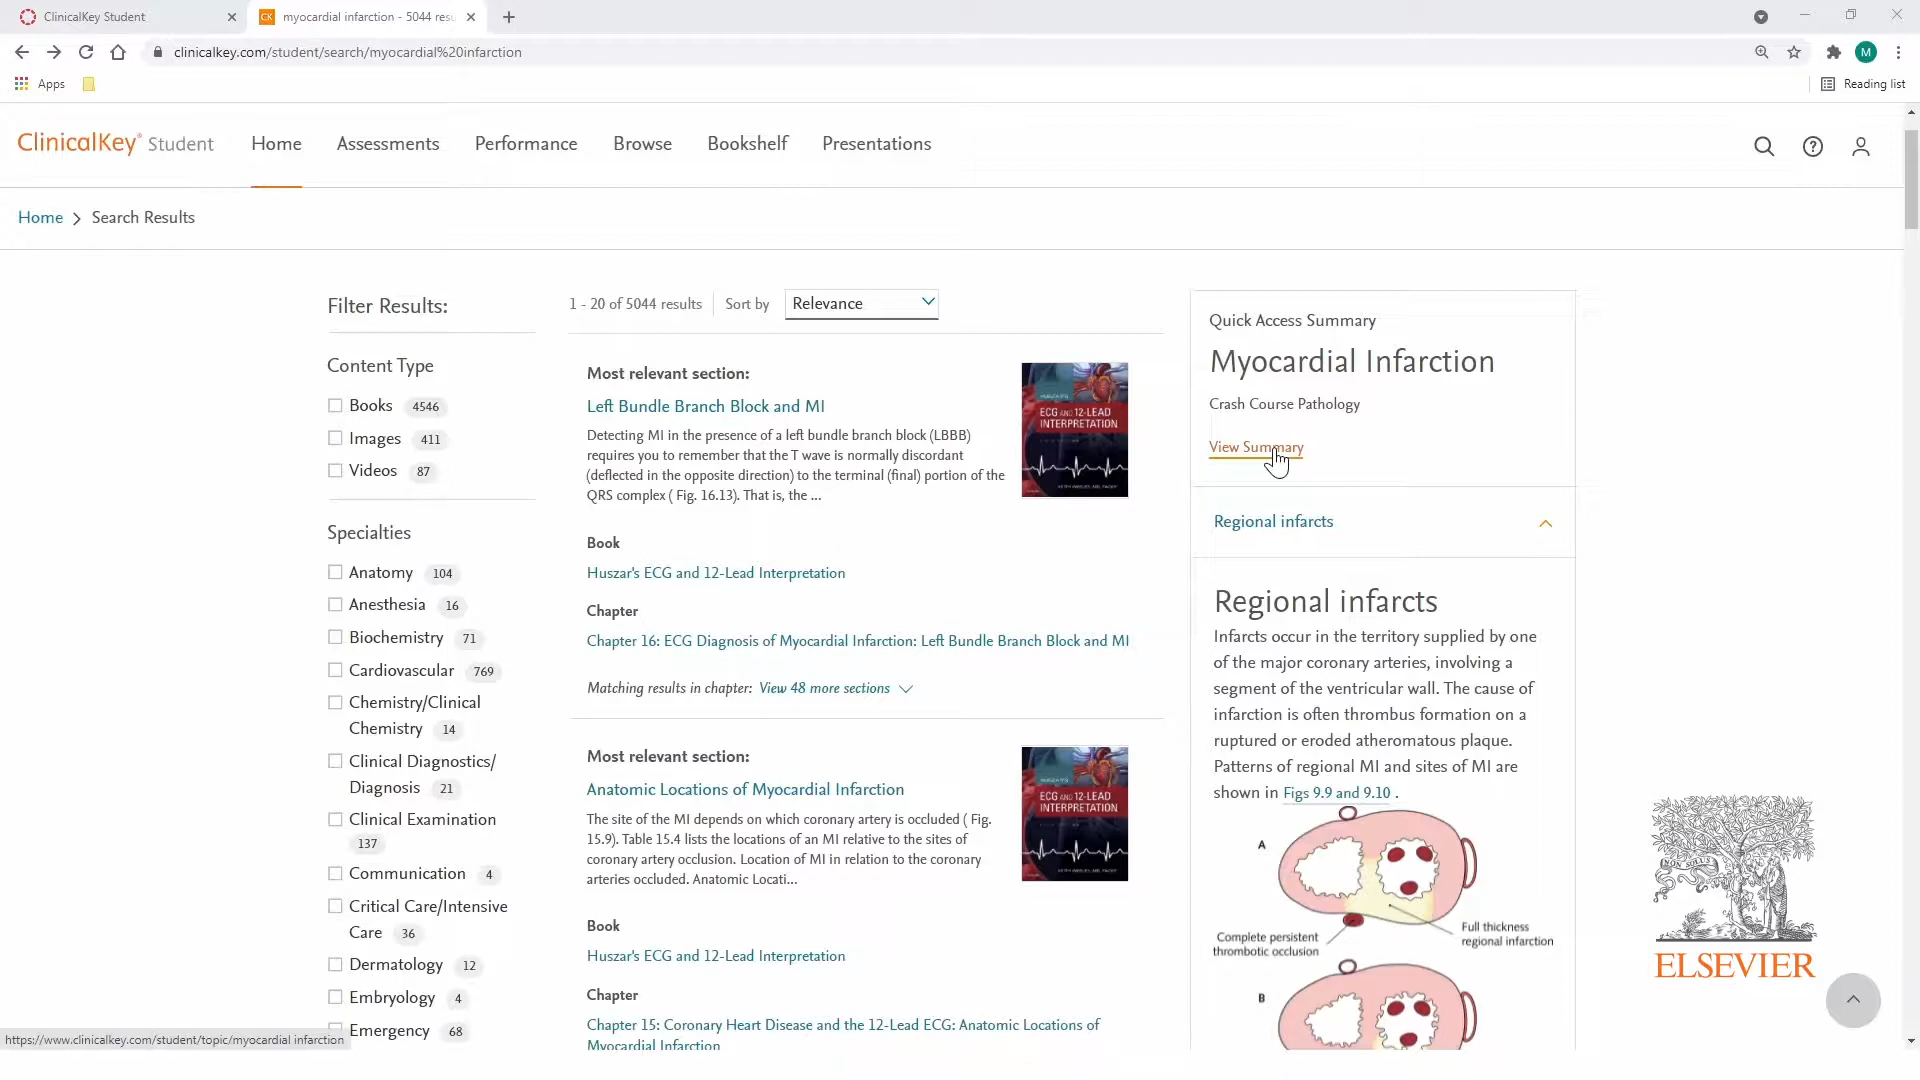 ClinicalKey Student
myocardial infarction - 5044 resu
clinicalkey.com/student/search/myocardial%20infarction
M
Apps
Reading list
ClinicalKey® Student
Home
Assessments
Performance
Browse
Bookshelf
Presentations
Home > Search Results
Filter Results:
Content Type
Books 4546
Images 411
Videos 87
Specialties
Anatomy 104
Anesthesia 16
Biochemistry 71
Cardiovascular 769
Chemistry/Clinical
Chemistry 14
Clinical Diagnostics/
Diagnosis 21
Clinical Examination
137
Communication 4
Critical Care/Intensive
Care 36
Dermatology 12
Embryology 4
Emergency 68
https://www.clinicalkey.com/student/topic/myocardial infarction
1 - 20 of 5044 results
Sort by
Relevance
Most relevant section:
Left Bundle Branch Block and MI
Detecting MI in the presence of a left bundle branch block (LBBB)
requires you to remember that the T wave is normally discordant
(deflected in the opposite direction) to the terminal (final) portion of the
QRS complex ( Fig. 16.13). That is, the ...
ECG AND 12-LEAD
INTERPRETATION
Book
Huszar's ECG and 12-Lead Interpretation
Chapter
Chapter 16: ECG Diagnosis of Myocardial Infarction: Left Bundle Branch Block and MI
Matching results in chapter: View 48 more sections
Most relevant section:
Anatomic Locations of Myocardial Infarction
The site of the MI depends on which coronary artery is occluded ( Fig.
15.9). Table 15.4 lists the locations of an MI relative to the sites of
coronary artery occlusion. Location of MI in relation to the coronary
arteries occluded. Anatomic Locati...
ECG AND 12-LEAD
INTERPRETATION
Book
Huszar's ECG and 12-Lead Interpretation
Chapter
Chapter 15: Coronary Heart Disease and the 12-Lead ECG: Anatomic Locations of
Myocardial Infarction
Quick Access Summary
Myocardial Infarction
Crash Course Pathology
View Summary
Regional infarcts
Regional infarcts
Infarcts occur in the territory supplied by one
of the major coronary arteries, involving a
segment of the ventricular wall. The cause of
infarction is often thrombus formation on a
ruptured or eroded atheromatous plaque.
Patterns of regional MI and sites of MI are
shown in Figs 9.9 and 9.10 .
A
Complete persistent
thrombotic occlusion
Full thickness
regional infarction
B
NON SOLUS
ELSEVIER